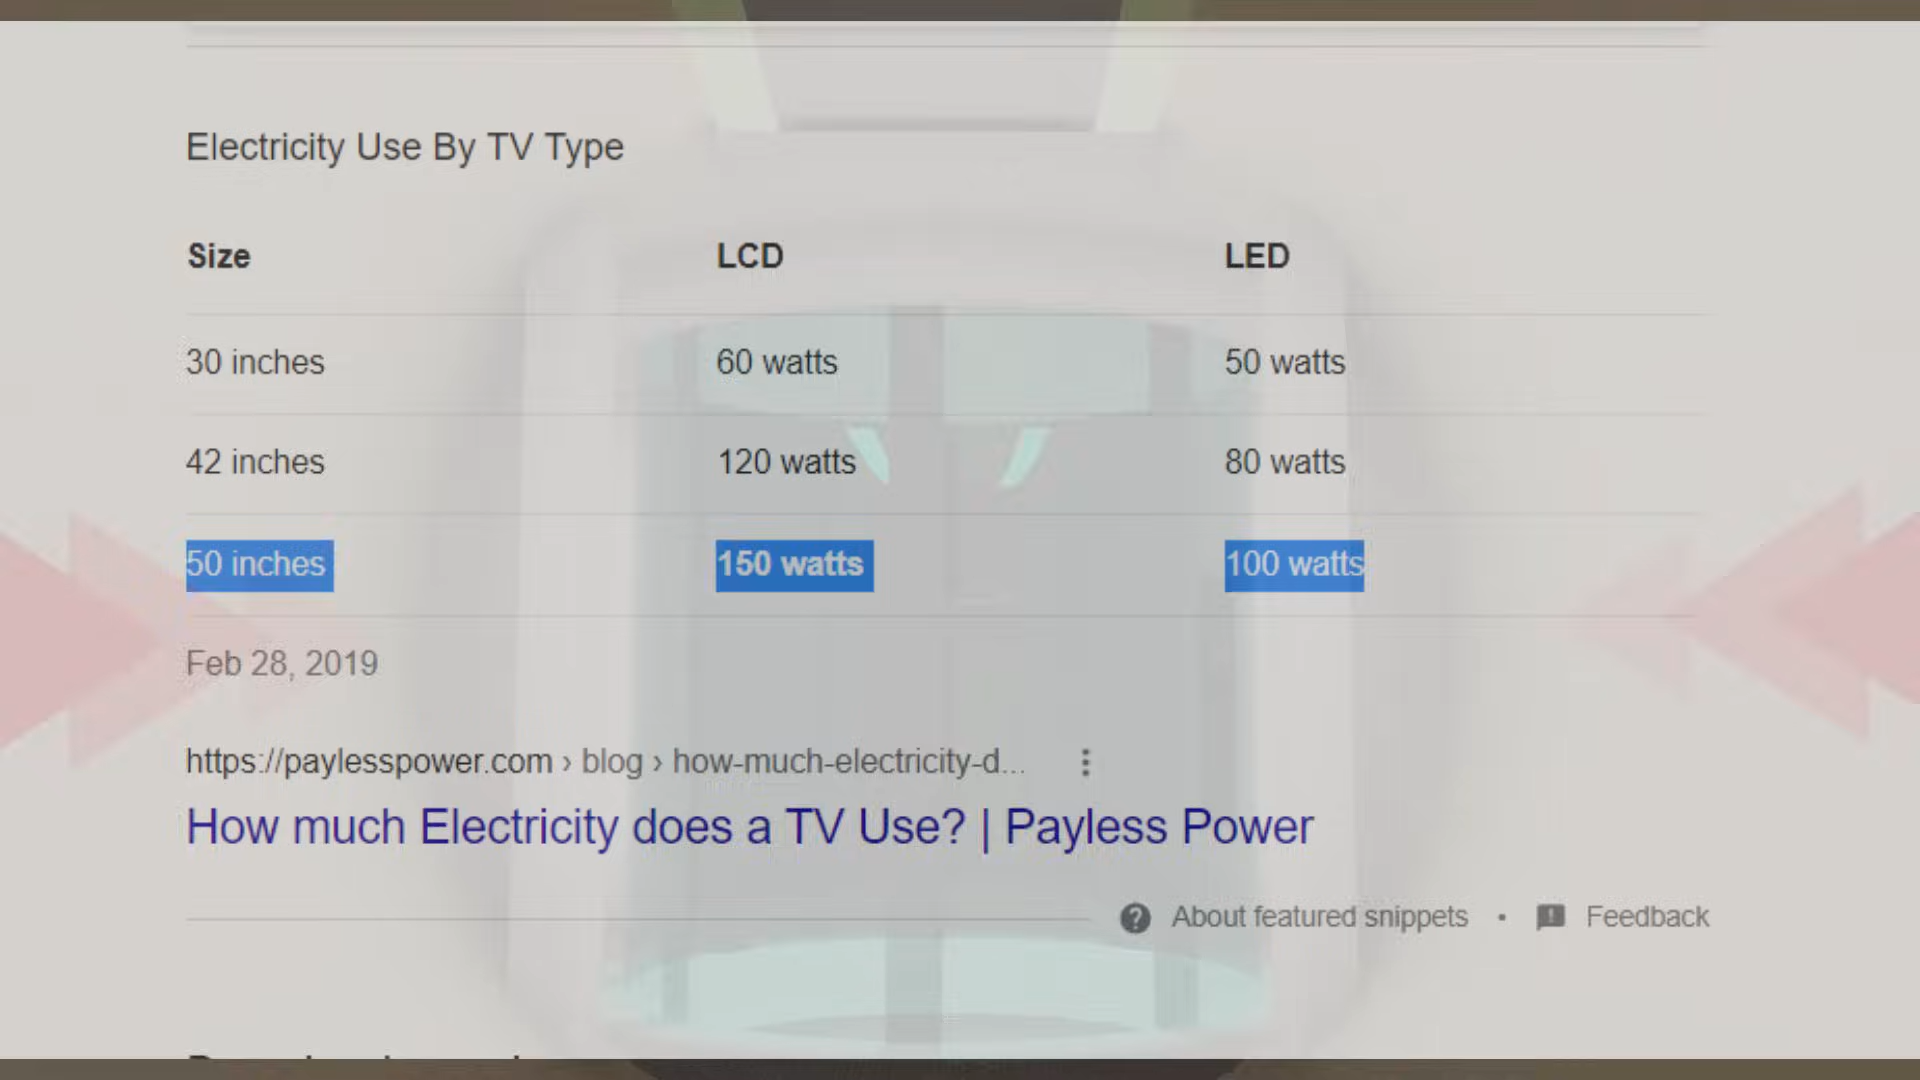 Electricity Use By TV Type
Size LCD LED
30 inches 60 watts 50 watts
42 inches 120 watts 80 watts
50 inches 150 watts 100 watts
Feb 28, 2019
https://paylesspower.com › blog › how-much-electricity-d...
How much Electricity does a TV Use? | Payless Power
About featured snippets • Feedback